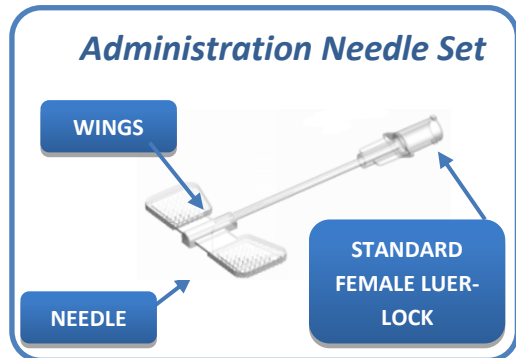 Administration Needle Set
WINGS
STANDARD
FEMALE LUER-
LOCK
NEEDLE